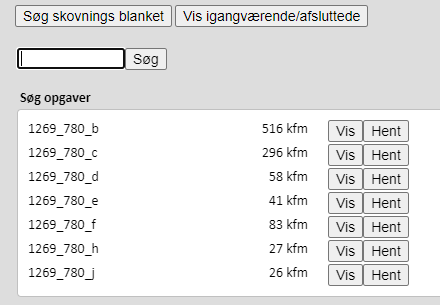 Søg skovnings blanket Vis igangværende/afsluttede
Søg
Søg opgaver
1269_780_b 516 kfm Vis Hent
1269_780_c 296 kfm Vis Hent
1269_780_d 58 kfm Vis Hent
1269_780_e 41 kfm Vis Hent
1269_780_f 83 kfm Vis Hent
1269_780_h 27 kfm Vis Hent
1269_780_j 26 kfm Vis Hent